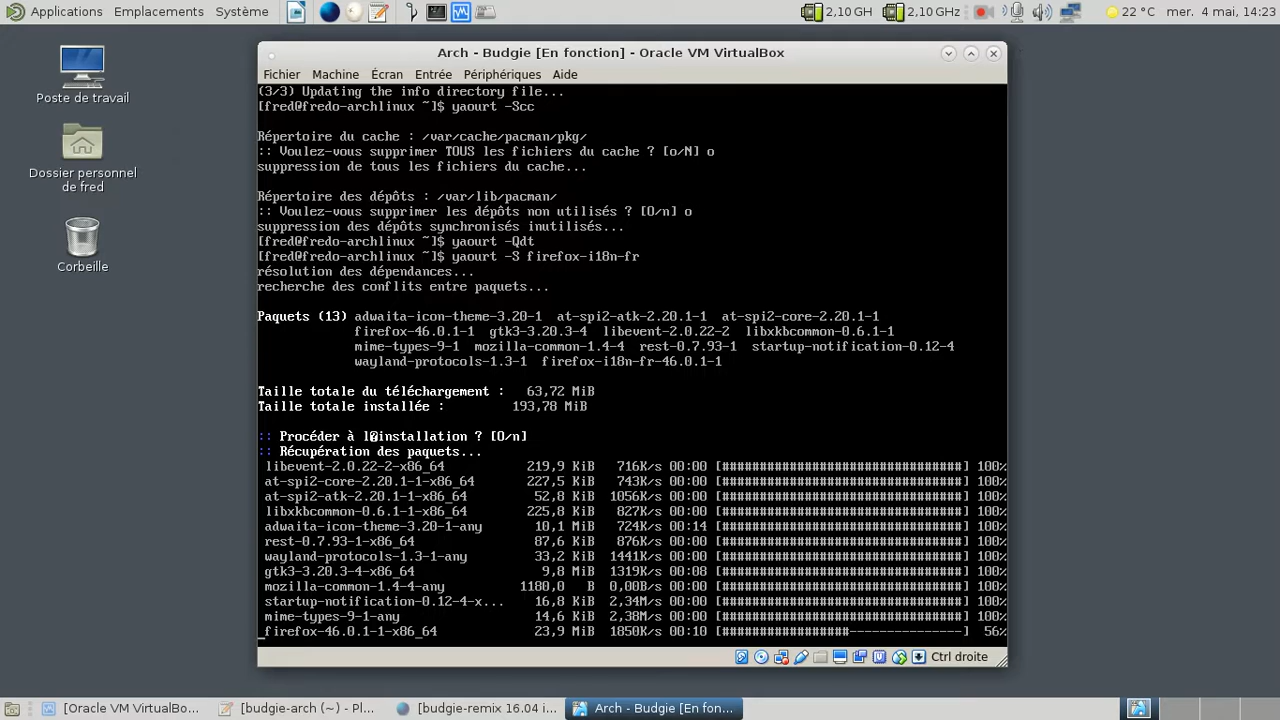 Applications Emplacements Système 2,10 GH 2,10 GHz 22 °C mer. 4 mai, 14:23
Poste de travail
Dossier personnel
de fred
Corbeille
Arch - Budgie [En fonction] - Oracle VM VirtualBox
Fichier Machine Écran Entrée Périphériques Aide
(3/3) Updating the info directory file...
[fred@fredo-archlinux ~]$ yaourt -Scc
Répertoire du cache : /var/cache/pacman/pkg/
:: Voulez-vous supprimer TOUS les fichiers du cache ? [o/N] o
suppression de tous les fichiers du cache...
Répertoire des dépôts : /var/lib/pacman/
:: Voulez-vous supprimer les dépôts non utilisés ? [O/n] o
suppression des dépôts synchronisés inutilisés...
[fred@fredo-archlinux ~]$ yaourt -Qdt
[fred@fredo-archlinux ~]$ yaourt -S firefox-i18n-fr
résolution des dépendances...
recherche des conflits entre paquets...
Paquets (13) adwaita-icon-theme-3.20-1 at-spi2-atk-2.20.1-1 at-spi2-core-2.20.1-1
firefox-46.0.1-1 gtk3-3.20.3-4 libevent-2.0.22-2 libxkbcommon-0.6.1-1
mime-types-9-1 mozilla-common-1.4-4 rest-0.7.93-1 startup-notification-0.12-4
wayland-protocols-1.3-1 firefox-i18n-fr-46.0.1-1
Taille totale du téléchargement : 63,72 MiB
Taille totale installée : 193,78 MiB
:: Procéder à l�installation ? [O/n]
:: Récupération des paquets...
libevent-2.0.22-2-x86_64 219,9 KiB 716K/s 00:00 [################################] 100%
at-spi2-core-2.20.1-1-x86_64 227,5 KiB 743K/s 00:00 [################################] 100%
at-spi2-atk-2.20.1-1-x86_64 52,8 KiB 1056K/s 00:00 [################################] 100%
libxkbcommon-0.6.1-1-x86_64 225,8 KiB 827K/s 00:00 [################################] 100%
adwaita-icon-theme-3.20-1-any 10,1 MiB 724K/s 00:14 [################################] 100%
rest-0.7.93-1-x86_64 87,6 KiB 876K/s 00:00 [################################] 100%
wayland-protocols-1.3-1-any 33,2 KiB 1441K/s 00:00 [################################] 100%
gtk3-3.20.3-4-x86_64 9,8 MiB 1319K/s 00:08 [################################] 100%
mozilla-common-1.4-4-any 1180,0 B 0,00B/s 00:00 [################################] 100%
startup-notification-0.12-4-x... 16,8 KiB 2,34M/s 00:00 [################################] 100%
mime-types-9-1-any 14,6 KiB 2,38M/s 00:00 [################################] 100%
_firefox-46.0.1-1-x86_64 23,9 MiB 1850K/s 00:10 [#################---------------] 56%
Ctrl droite
[Oracle VM VirtualBo... [budgie-arch (~) - Pl... [budgie-remix 16.04 i... Arch - Budgie [En fon...